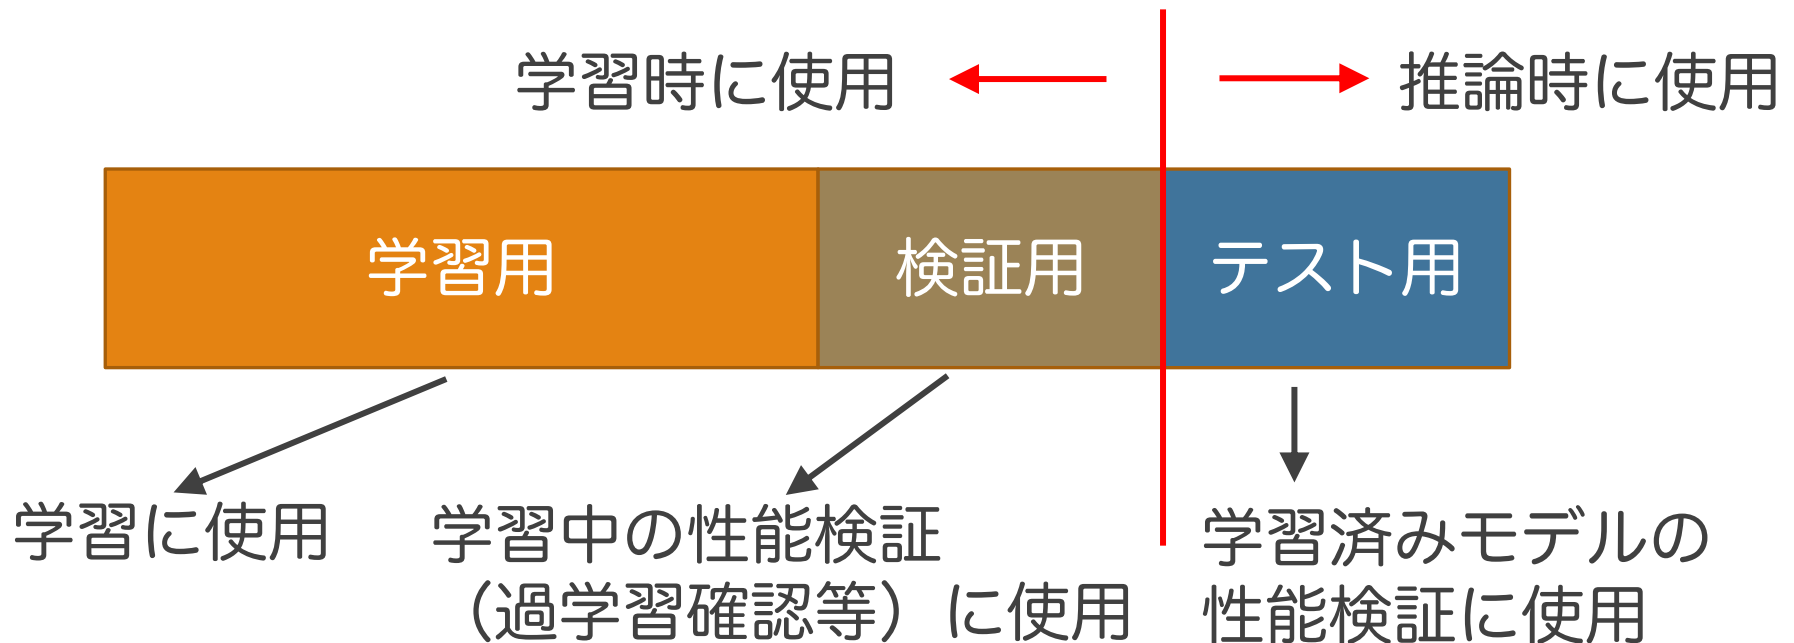 学習時に使用
推論時に使用
学習用
検証用
テスト用
学習に使用
学習中の性能検証
（過学習確認等）に使用
学習済みモデルの
性能検証に使用